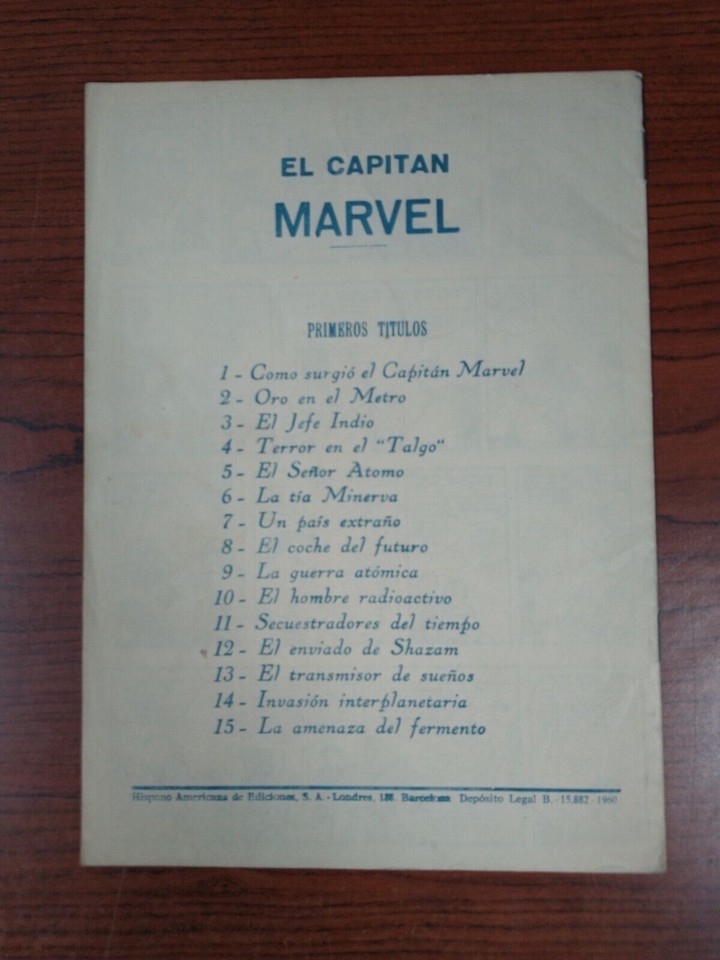 EL CAPITAN
MARVEL
PRIMEROS TITULOS
1 - Como surgió el Capitán Marvel
2 - Oro en el Metro
3 - El Jefe Indio
4 - Terror en el "Talgo"
5 - El Señor Atomo
6 - La tía Minerva
7 - Un país extraño
8 - El coche del futuro
9 - La guerra atómica
10 - El hombre radioactivo
11 - Secuestradores del tiempo
12 - El enviado de Shazam
13 - El transmisor de sueños
14 - Invasión interplanetaria
15 - La amenaza del fermento
Hispano Americana de Ediciones, S. A. - Londres, Barcelona Depósito Legal B. - 15.882 - 1960